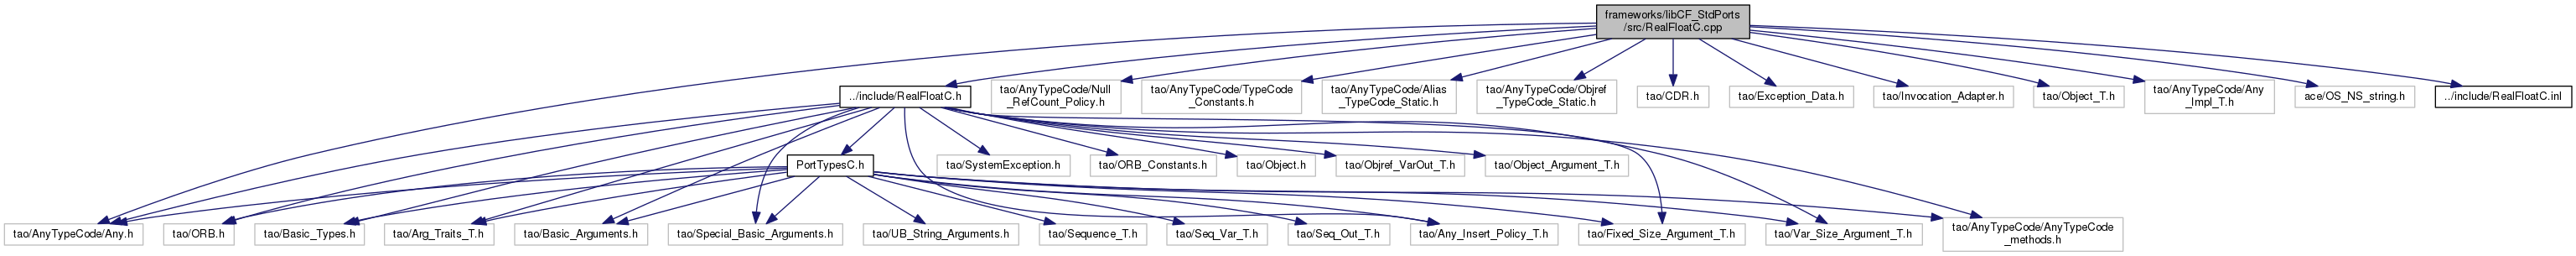 frameworks/libCF_StdPorts
/src/RealFloatC.cpp
../include/RealFloatC.h
tao/AnyTypeCode/Null
_RefCount_Policy.h
tao/AnyTypeCode/TypeCode
_Constants.h
tao/AnyTypeCode/Alias
_TypeCode_Static.h
tao/AnyTypeCode/Objref
_TypeCode_Static.h
tao/CDR.h
tao/Exception_Data.h
tao/Invocation_Adapter.h
tao/Object_T.h
tao/AnyTypeCode/Any
_Impl_T.h
ace/OS_NS_string.h
../include/RealFloatC.inl
PortTypesC.h
tao/SystemException.h
tao/ORB_Constants.h
tao/Object.h
tao/Objref_VarOut_T.h
tao/Object_Argument_T.h
tao/AnyTypeCode/Any.h
tao/ORB.h
tao/Basic_Types.h
tao/Arg_Traits_T.h
tao/Basic_Arguments.h
tao/Special_Basic_Arguments.h
tao/UB_String_Arguments.h
tao/Sequence_T.h
tao/Seq_Var_T.h
tao/Seq_Out_T.h
tao/Any_Insert_Policy_T.h
tao/Fixed_Size_Argument_T.h
tao/Var_Size_Argument_T.h
tao/AnyTypeCode/AnyTypeCode
_methods.h